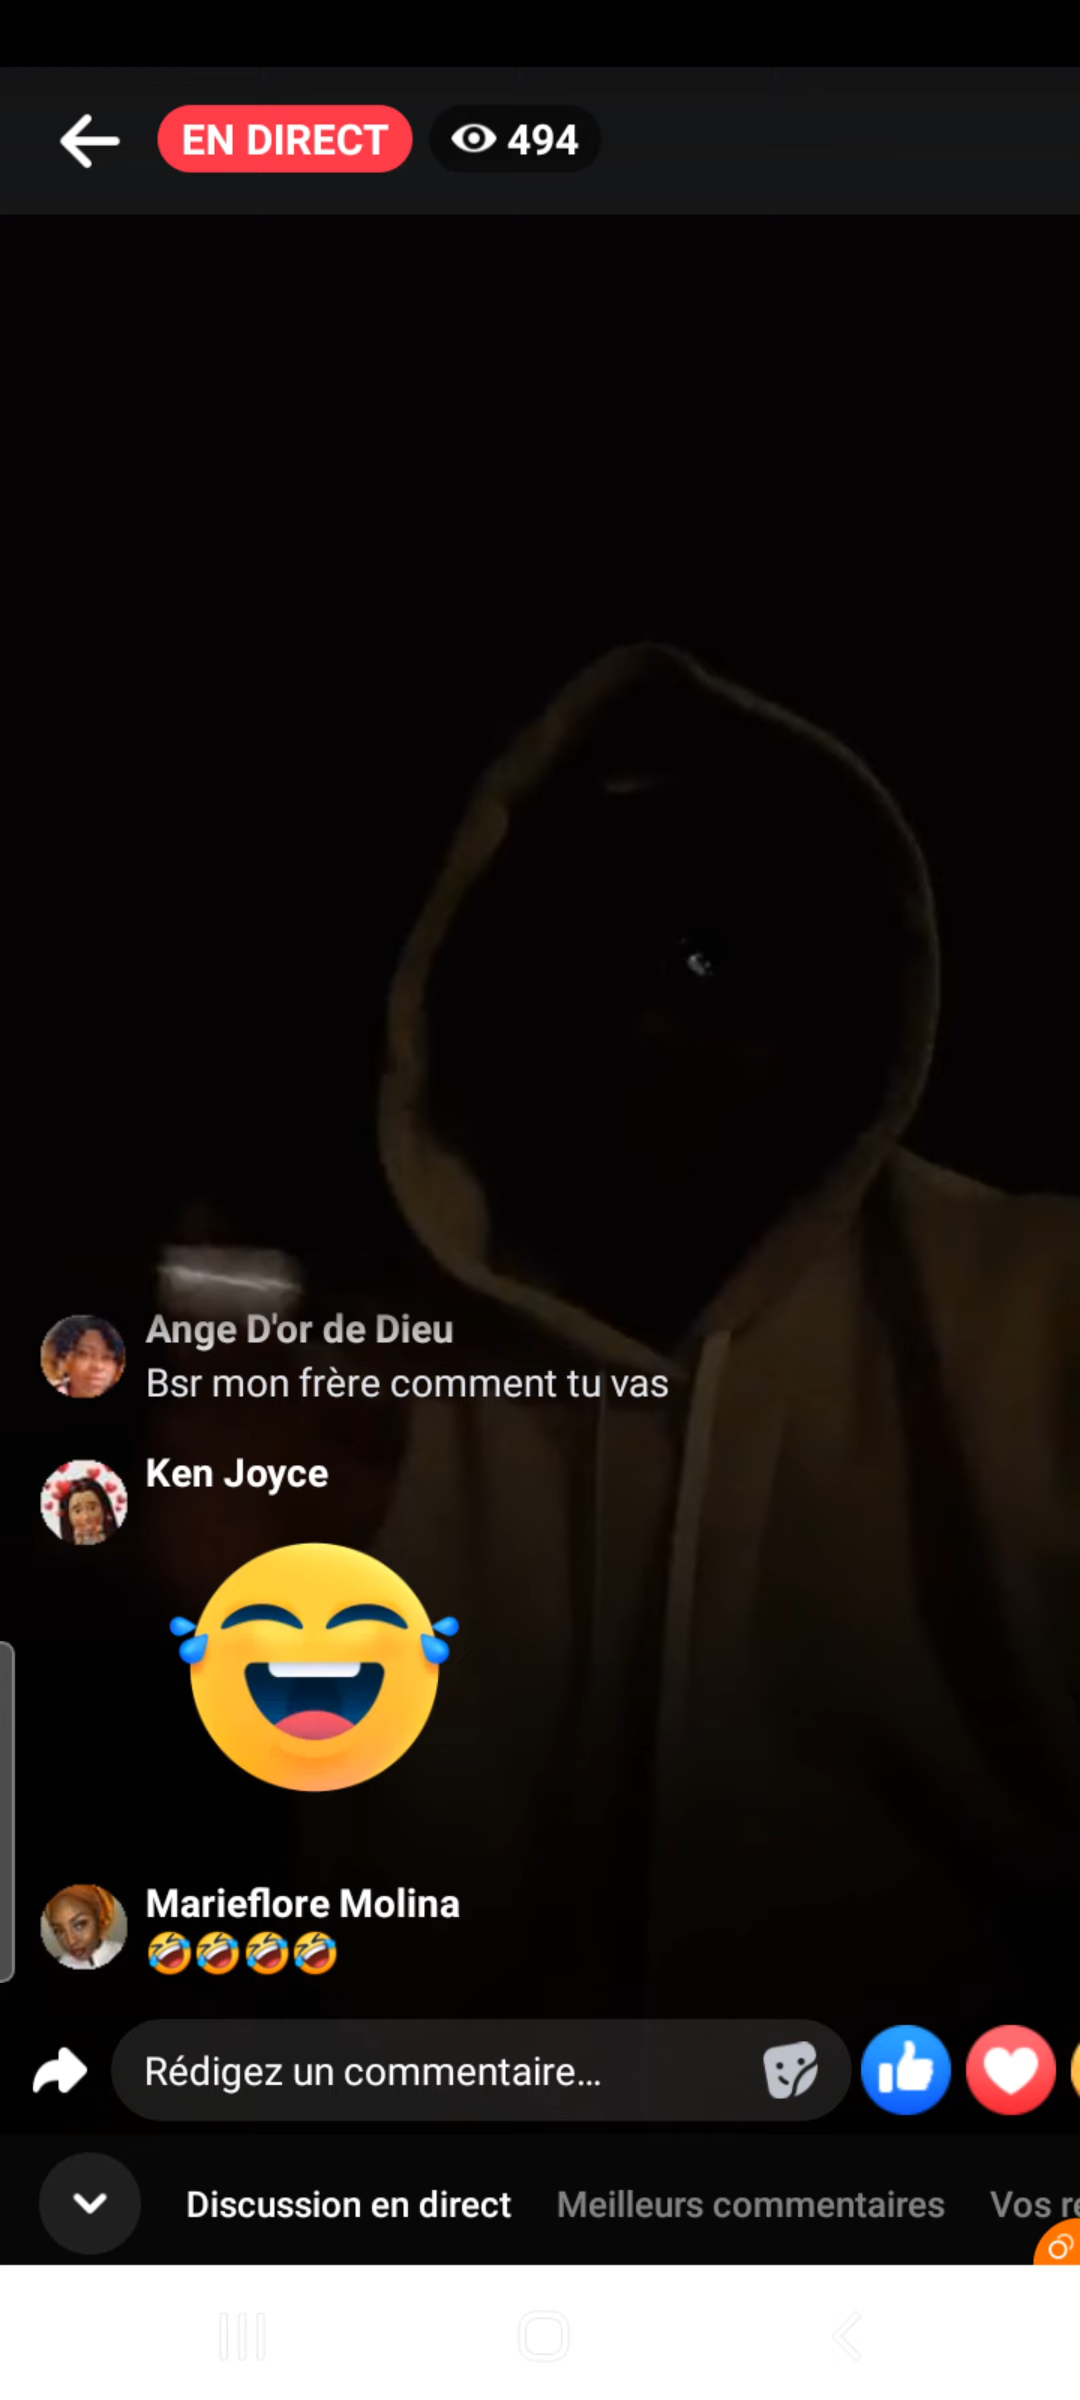 EN DIRECT 494
Ange D'or de Dieu
Bsr mon frère comment tu vas
Ken Joyce
Marieflore Molina
🤣🤣🤣🤣
Rédigez un commentaire...
Discussion en direct Meilleurs commentaires Vos